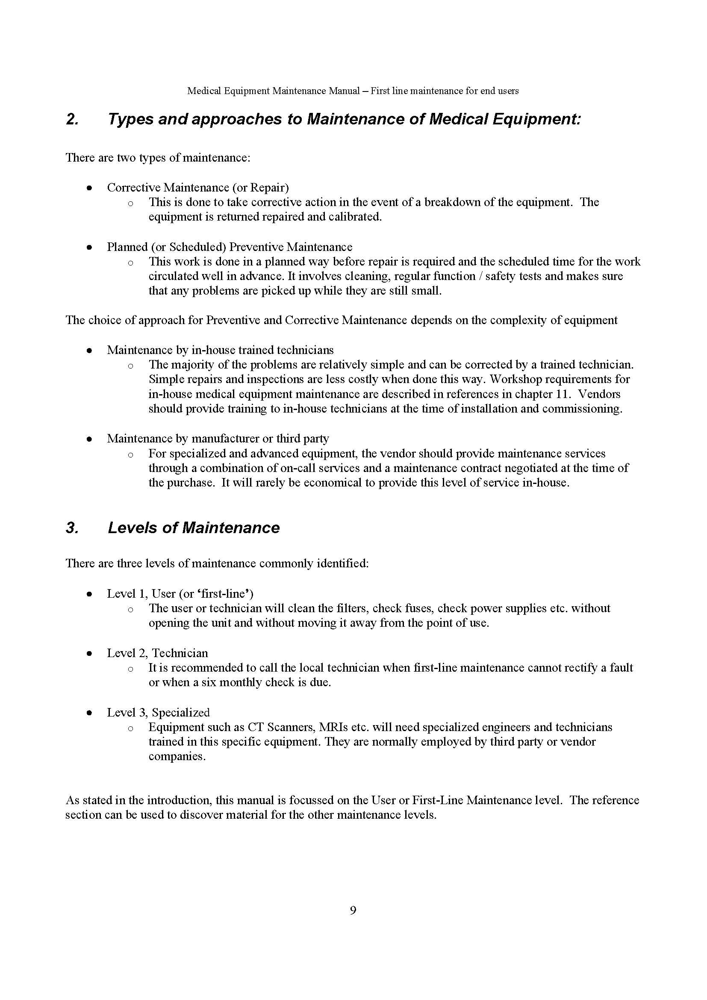 Medical Equipment Maintenance Manual – First line maintenance for end users
2. Types and approaches to Maintenance of Medical Equipment:
There are two types of maintenance:
● Corrective Maintenance (or Repair)
○ This is done to take corrective action in the event of a breakdown of the equipment. The
equipment is returned repaired and calibrated.
● Planned (or Scheduled) Preventive Maintenance
○ This work is done in a planned way before repair is required and the scheduled time for the work
circulated well in advance. It involves cleaning, regular function / safety tests and makes sure
that any problems are picked up while they are still small.
The choice of approach for Preventive and Corrective Maintenance depends on the complexity of equipment
● Maintenance by in-house trained technicians
○ The majority of the problems are relatively simple and can be corrected by a trained technician.
Simple repairs and inspections are less costly when done this way. Workshop requirements for
in-house medical equipment maintenance are described in references in chapter 11. Vendors
should provide training to in-house technicians at the time of installation and commissioning.
● Maintenance by manufacturer or third party
○ For specialized and advanced equipment, the vendor should provide maintenance services
through a combination of on-call services and a maintenance contract negotiated at the time of
the purchase. It will rarely be economical to provide this level of service in-house.
3. Levels of Maintenance
There are three levels of maintenance commonly identified:
● Level 1, User (or ‘first-line’)
○ The user or technician will clean the filters, check fuses, check power supplies etc. without
opening the unit and without moving it away from the point of use.
● Level 2, Technician
○ It is recommended to call the local technician when first-line maintenance cannot rectify a fault
or when a six monthly check is due.
● Level 3, Specialized
○ Equipment such as CT Scanners, MRIs etc. will need specialized engineers and technicians
trained in this specific equipment. They are normally employed by third party or vendor
companies.
As stated in the introduction, this manual is focussed on the User or First-Line Maintenance level. The reference
section can be used to discover material for the other maintenance levels.
9